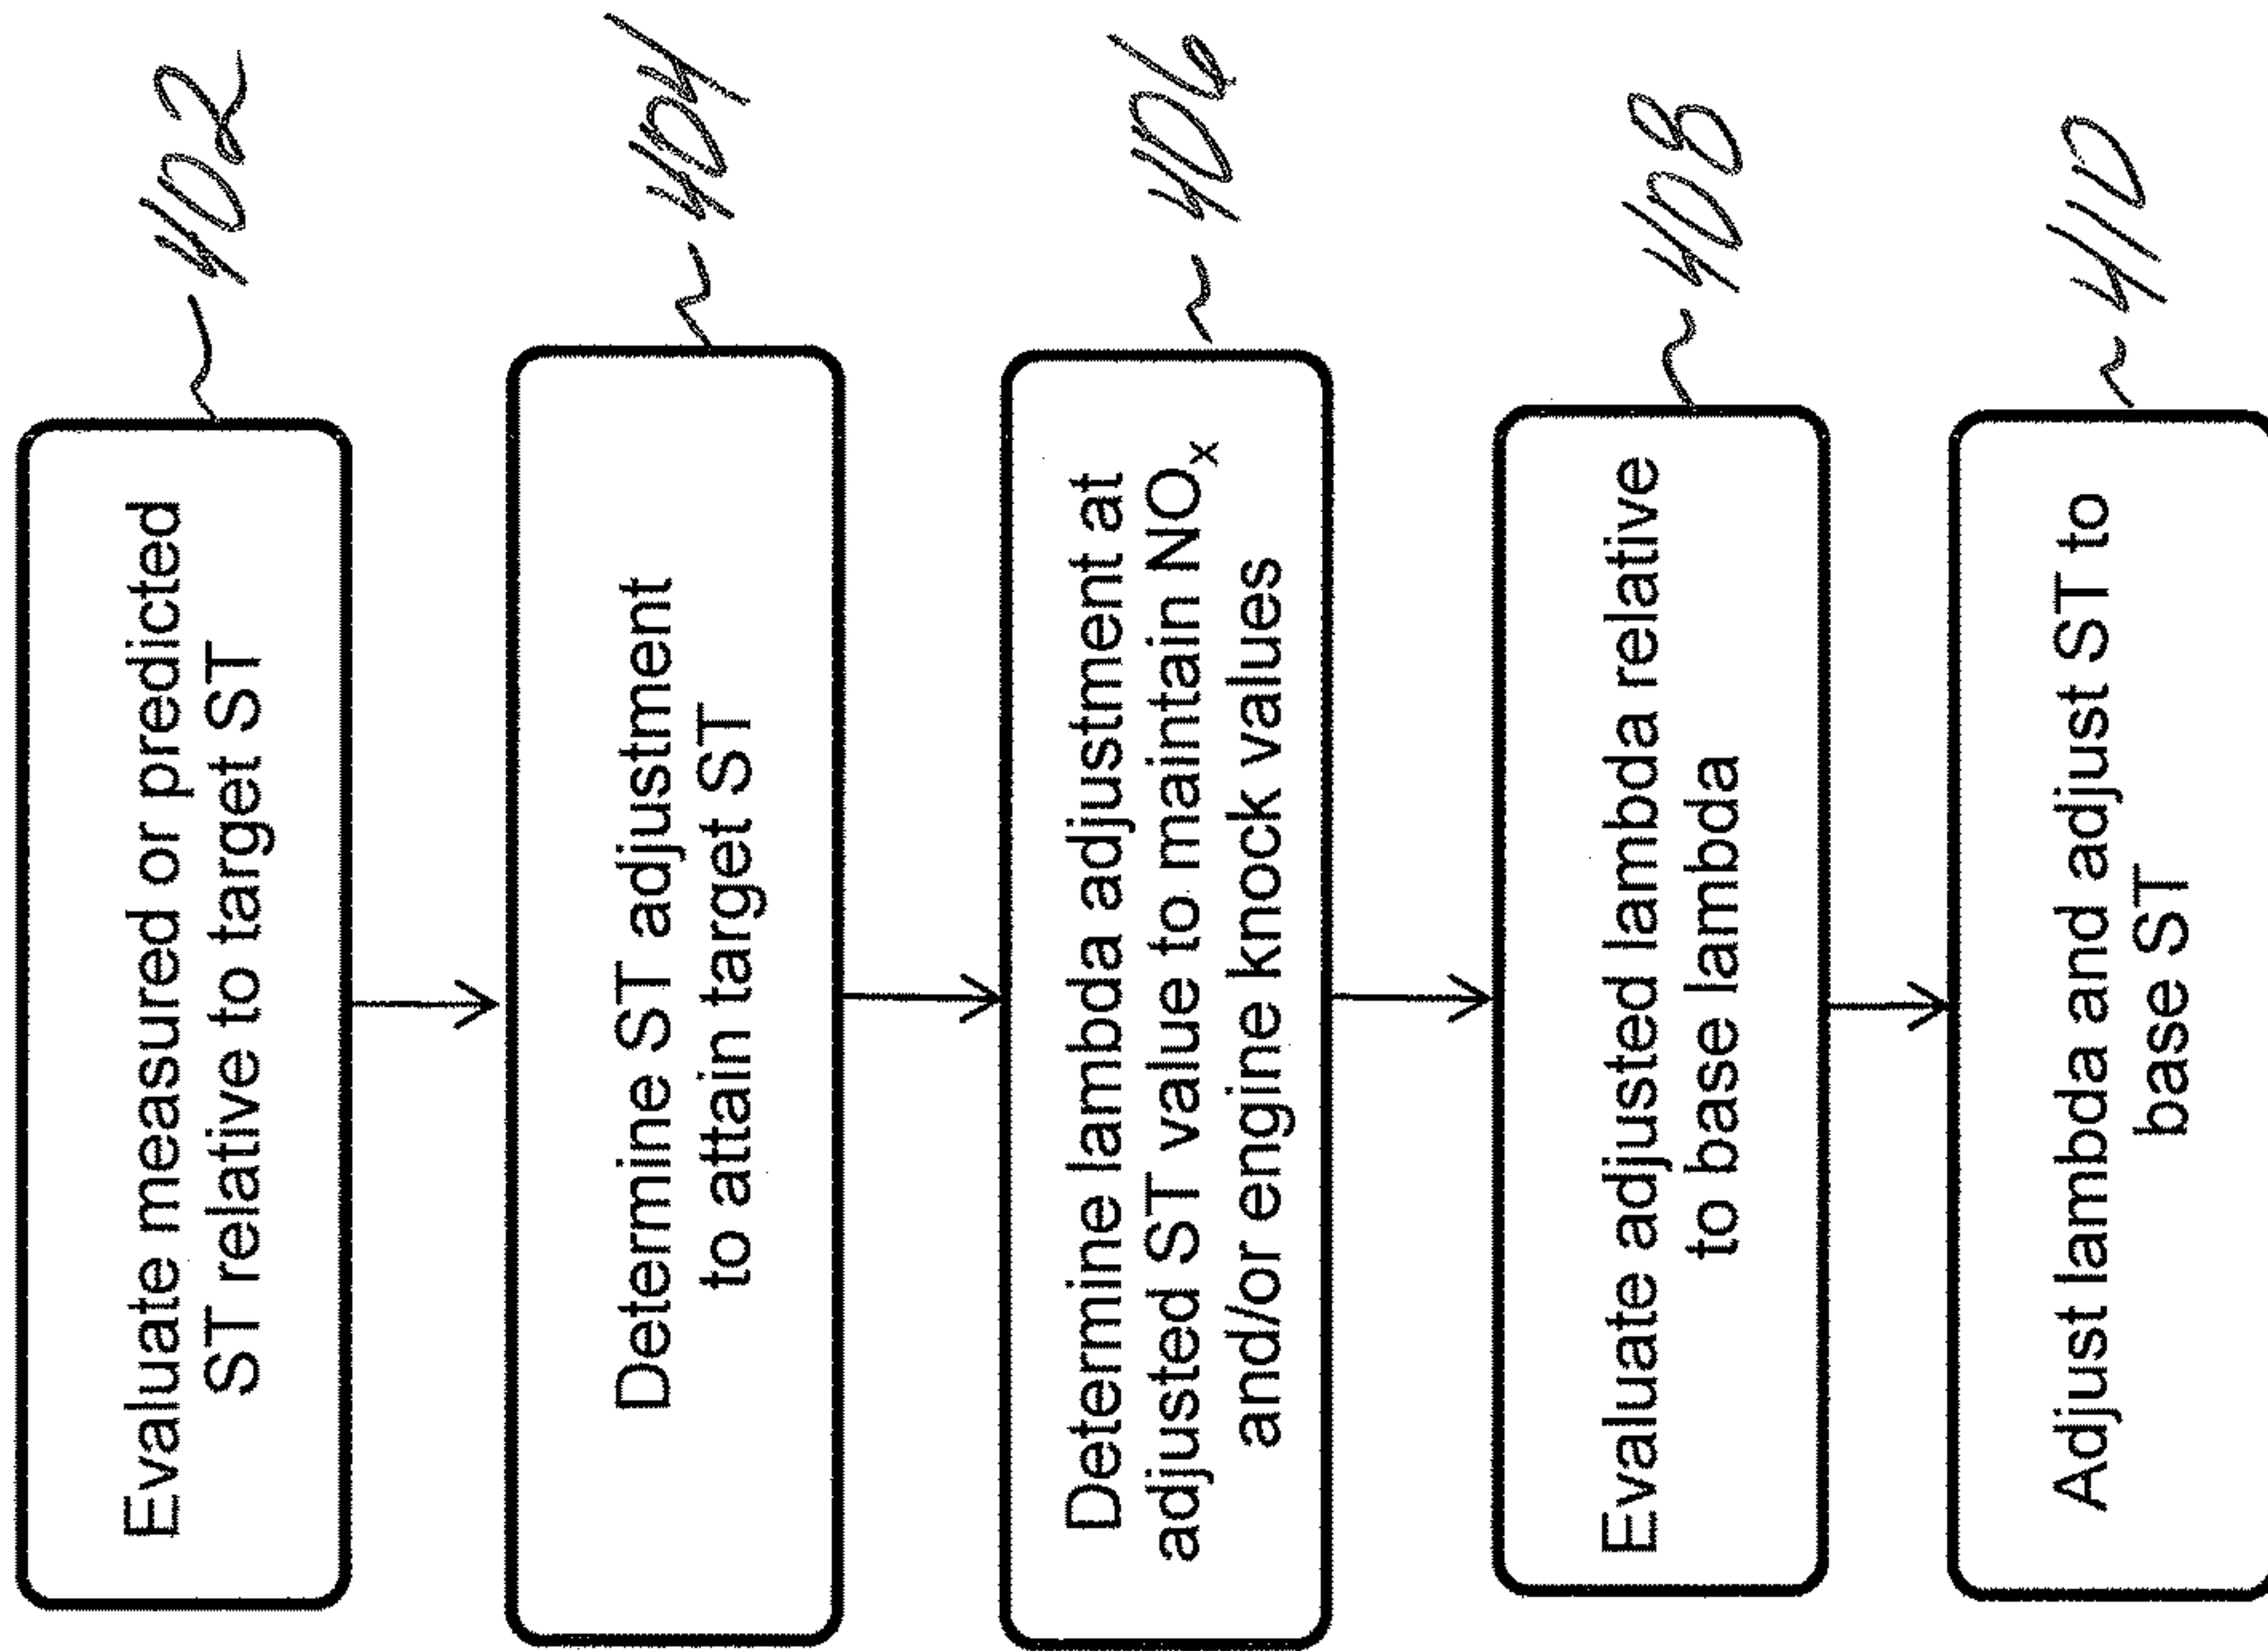 Evaluate measured or predicted
ST relative to target ST
402
Determine ST adjustment
to attain target ST
404
Determine lambda adjustment at
adjusted ST value to maintain NOx
and/or engine knock values
406
Evaluate adjusted lambda relative
to base lambda
408
Adjust lambda and adjust ST to
base ST
410